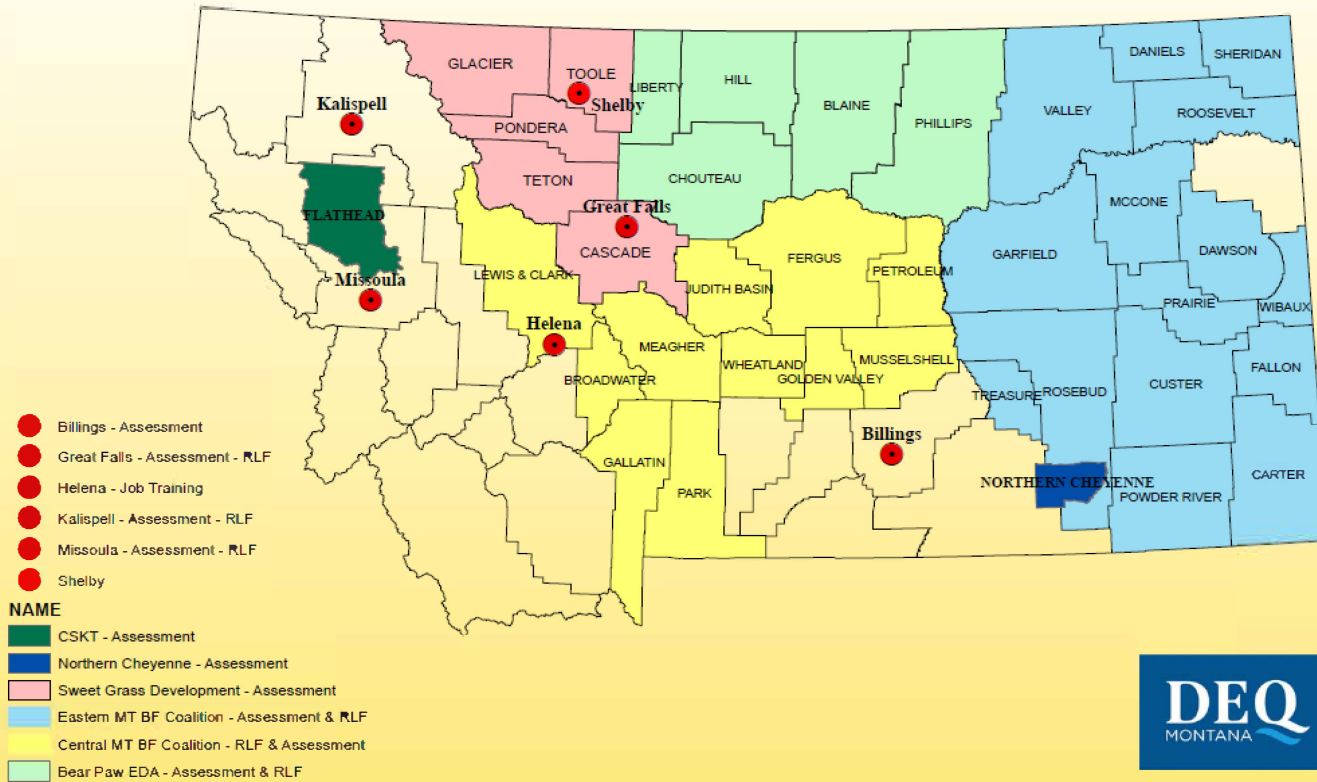 GLACIER
TOOLE
Shelby
LIBERTY
HILL
BLAINE
PHILLIPS
VALLEY
DANIELS
SHERIDAN
ROOSEVELT
Kalispell
PONDERA
TETON
CHOUTEAU
MCCONE
FLATHEAD
Great Falls
CASCADE
LEWIS & CLARK
JUDITH BASIN
FERGUS
PETROLEUM
GARFIELD
DAWSON
PRAIRIE
WIBAUX
Missoula
Helena
MEAGHER
WHEATLAND
GOLDEN VALLEY
MUSSELSHELL
BROADWATER
TREASURE
ROSEBUD
CUSTER
FALLON
Billings
GALLATIN
PARK
NORTHERN CHEYENNE
POWDER RIVER
CARTER
Billings - Assessment
Great Falls - Assessment - RLF
Helena - Job Training
Kalispell - Assessment - RLF
Missoula - Assessment - RLF
Shelby
NAME
CSKT - Assessment
Northern Cheyenne - Assessment
Sweet Grass Development - Assessment
Eastern MT BF Coalition - Assessment & RLF
Central MT BF Coalition - RLF & Assessment
Bear Paw EDA - Assessment & RLF
DEQ
MONTANA